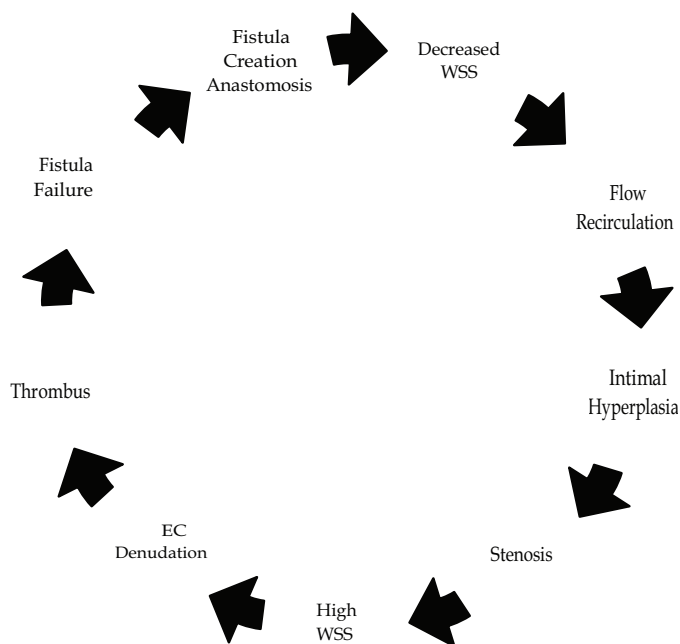 Fistula
Creation
Anastomosis
Decreased
WSS
Flow
Recirculation
Intimal
Hyperplasia
Stenosis
High
WSS
EC
Denudation
Thrombus
Fistula
Failure